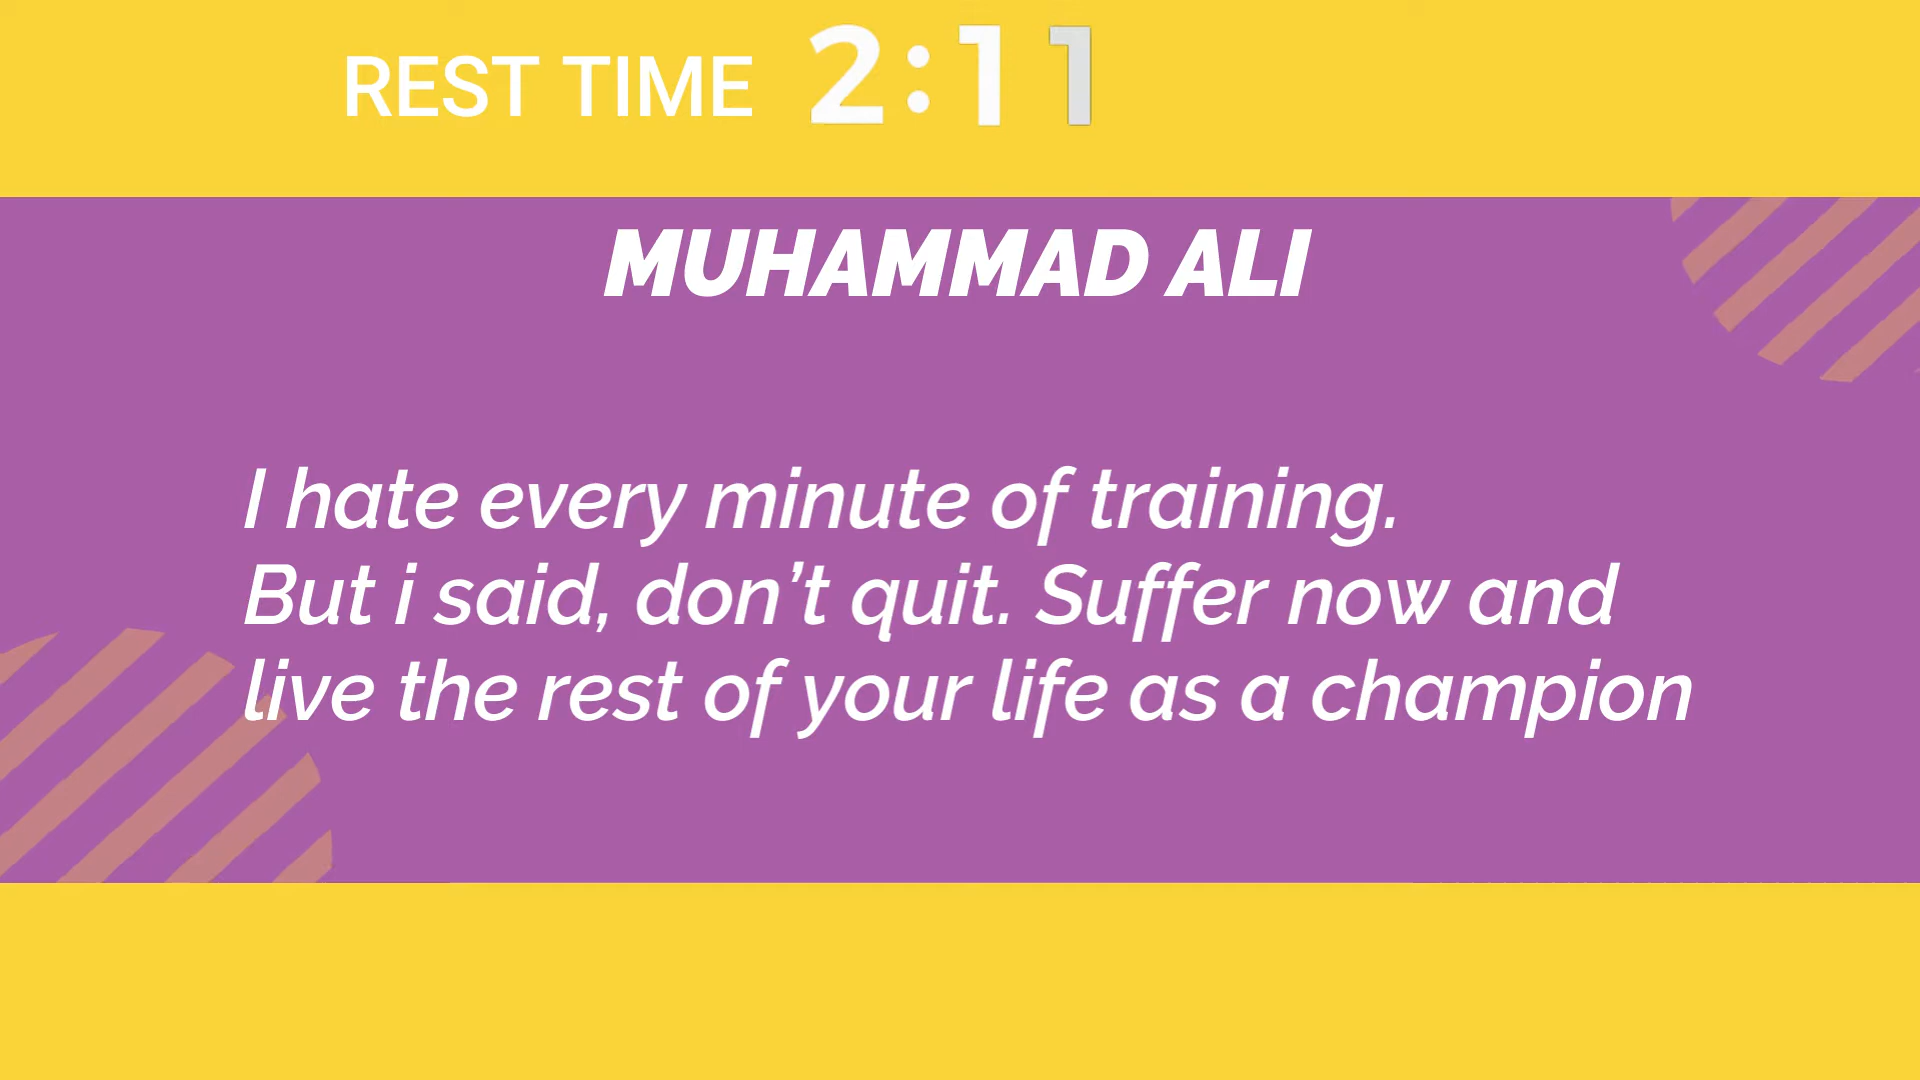 REST TIME 2:11
MUHAMMAD ALI
I hate every minute of training.
But i said, don’t quit. Suffer now and
live the rest of your life as a champion